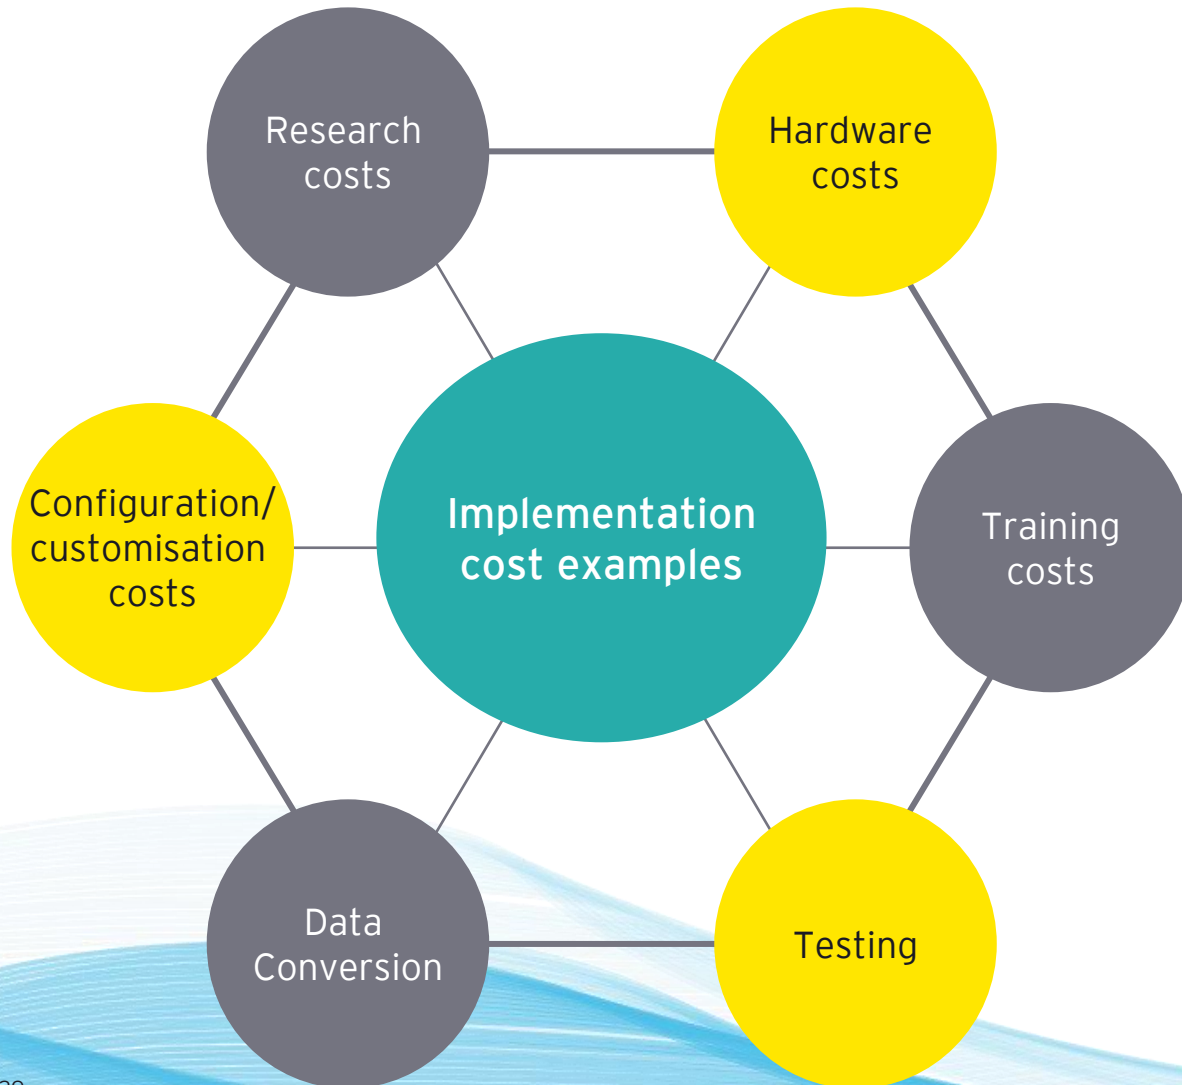 Research
costs
Hardware
costs
Configuration/
customisation
costs
Implementation
cost examples
Training
costs
Data
Conversion
Testing